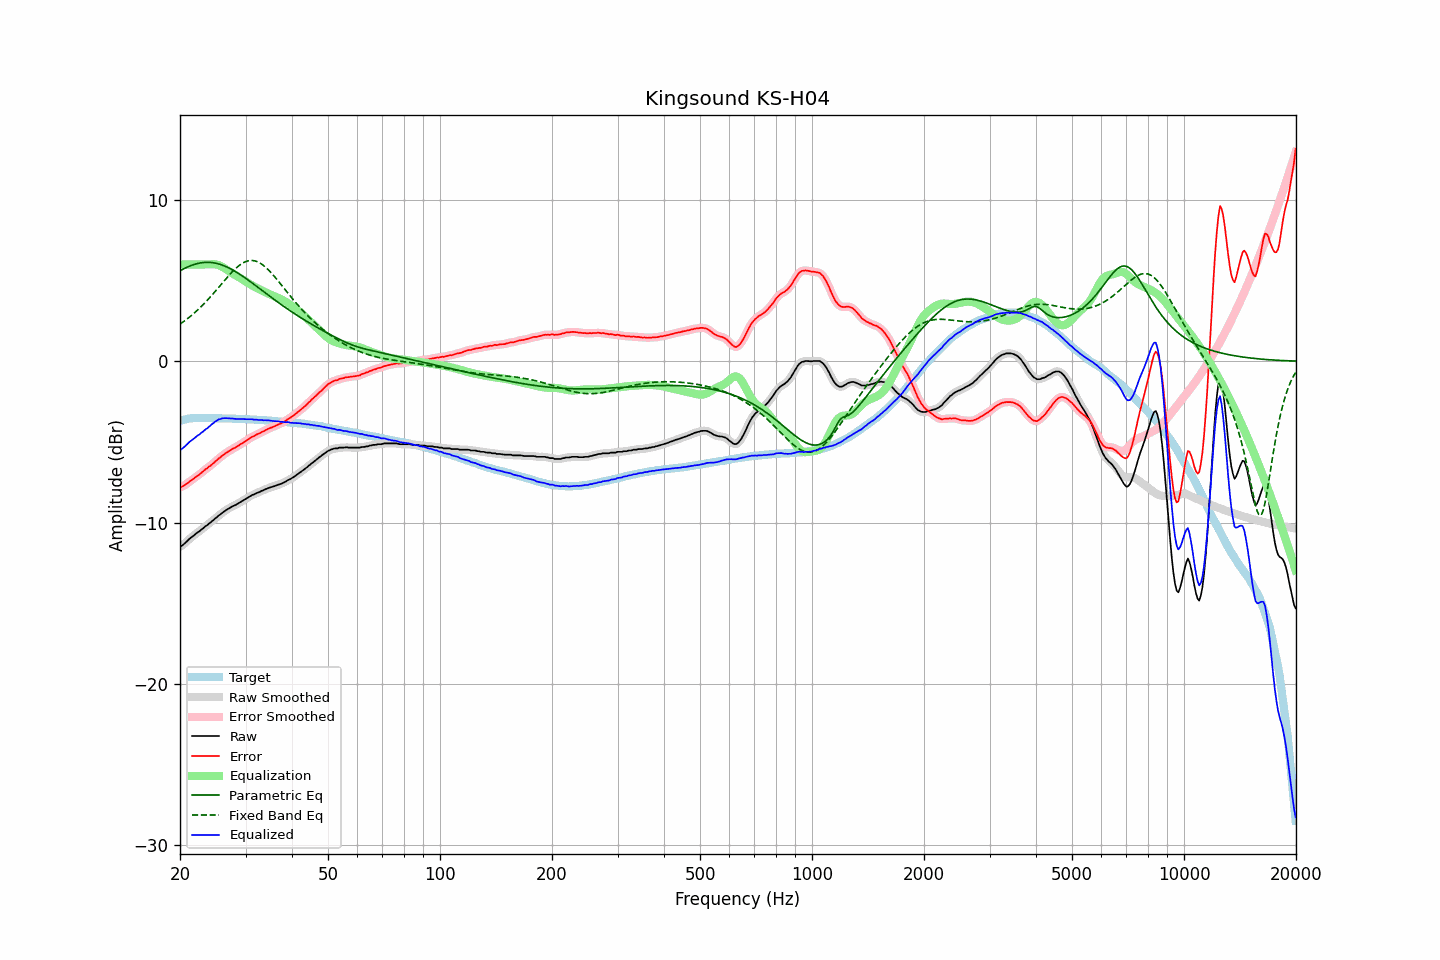 Kingsound KS-H04
10
0
−10
−20
−30
Amplitude (dBr)
Target
Raw Smoothed
Error Smoothed
Raw
Error
Equalization
Parametric Eq
Fixed Band Eq
Equalized
20
50
100
200
500
1000
2000
5000
10000
20000
Frequency (Hz)